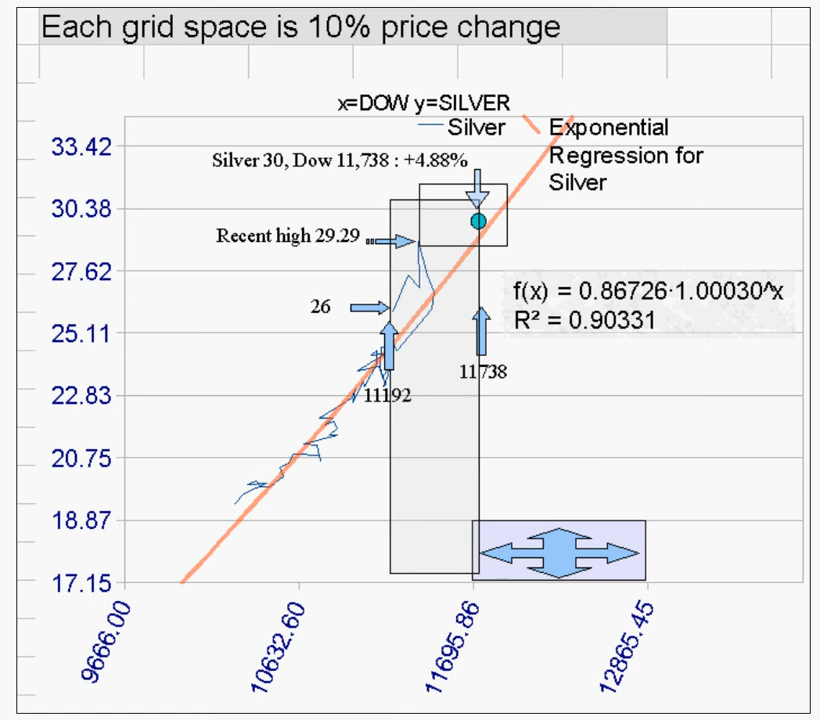 Each grid space is 10% price change
x=DOW y=SILVER
Silver
Exponential
Regression for
Silver
Silver 30, Dow 11,738 : +4.88%
Recent high 29.29
26
f(x) = 0.86726·1.00030^x
R² = 0.90331
11192
11738
33.42
30.38
27.62
25.11
22.83
20.75
18.87
17.15
9666.00
10632.60
11695.86
12865.45